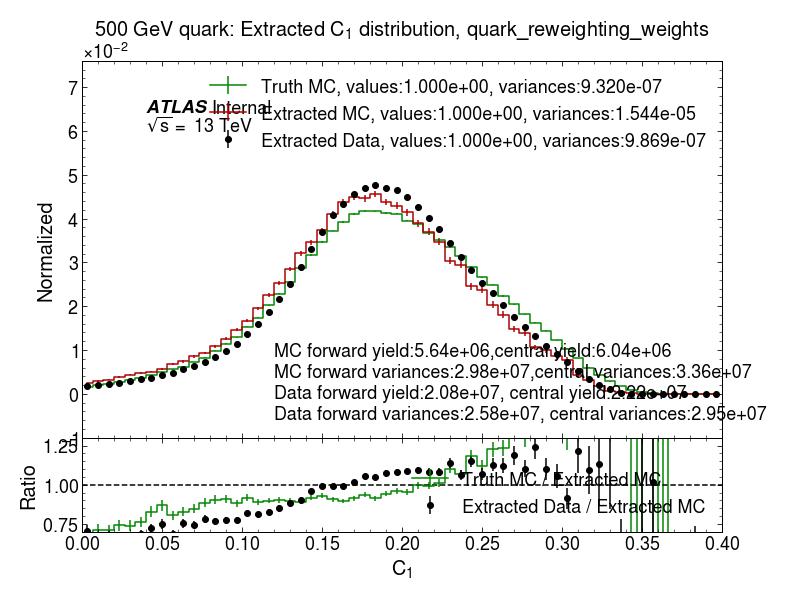 500 GeV quark: Extracted C₁ distribution, quark_reweighting_weights
×10⁻²
Truth MC, values:1.000e+00, variances:9.320e-07
ATLAS Internal
Extracted MC, values:1.000e+00, variances:1.544e-05
√s = 13 TeV
Extracted Data, values:1.000e+00, variances:9.869e-07
7
6
5
4
3
2
1
0
Normalized
MC forward yield:5.64e+06,central yield:6.04e+06
MC forward variances:2.98e+07,central variances:3.36e+07
Data forward yield:2.08e+07, central yield:2.22e+07
Data forward variances:2.58e+07, central variances:2.95e+07
1.25
1.00
0.75
Ratio
Truth MC / Extracted MC
Extracted Data / Extracted MC
0.00 0.05 0.10 0.15 0.20 0.25 0.30 0.35 0.40
C₁